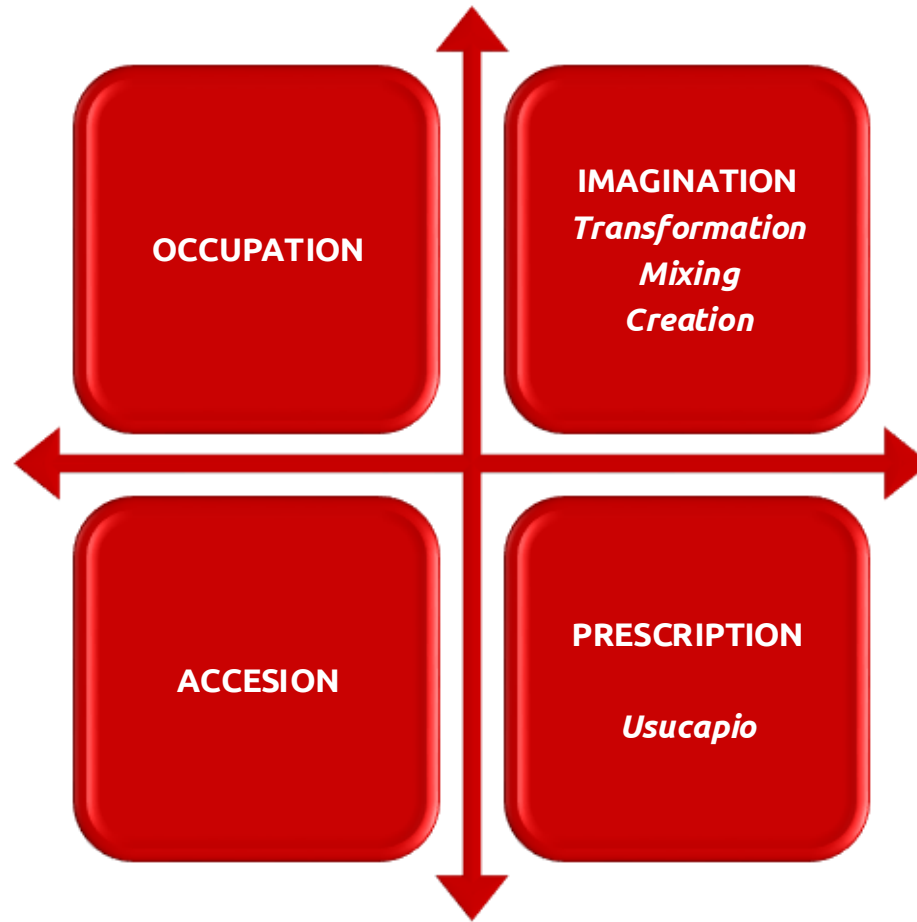 OCCUPATION
IMAGINATION
Transformation
Mixing
Creation
ACCESION
PRESCRIPTION
Usucapio